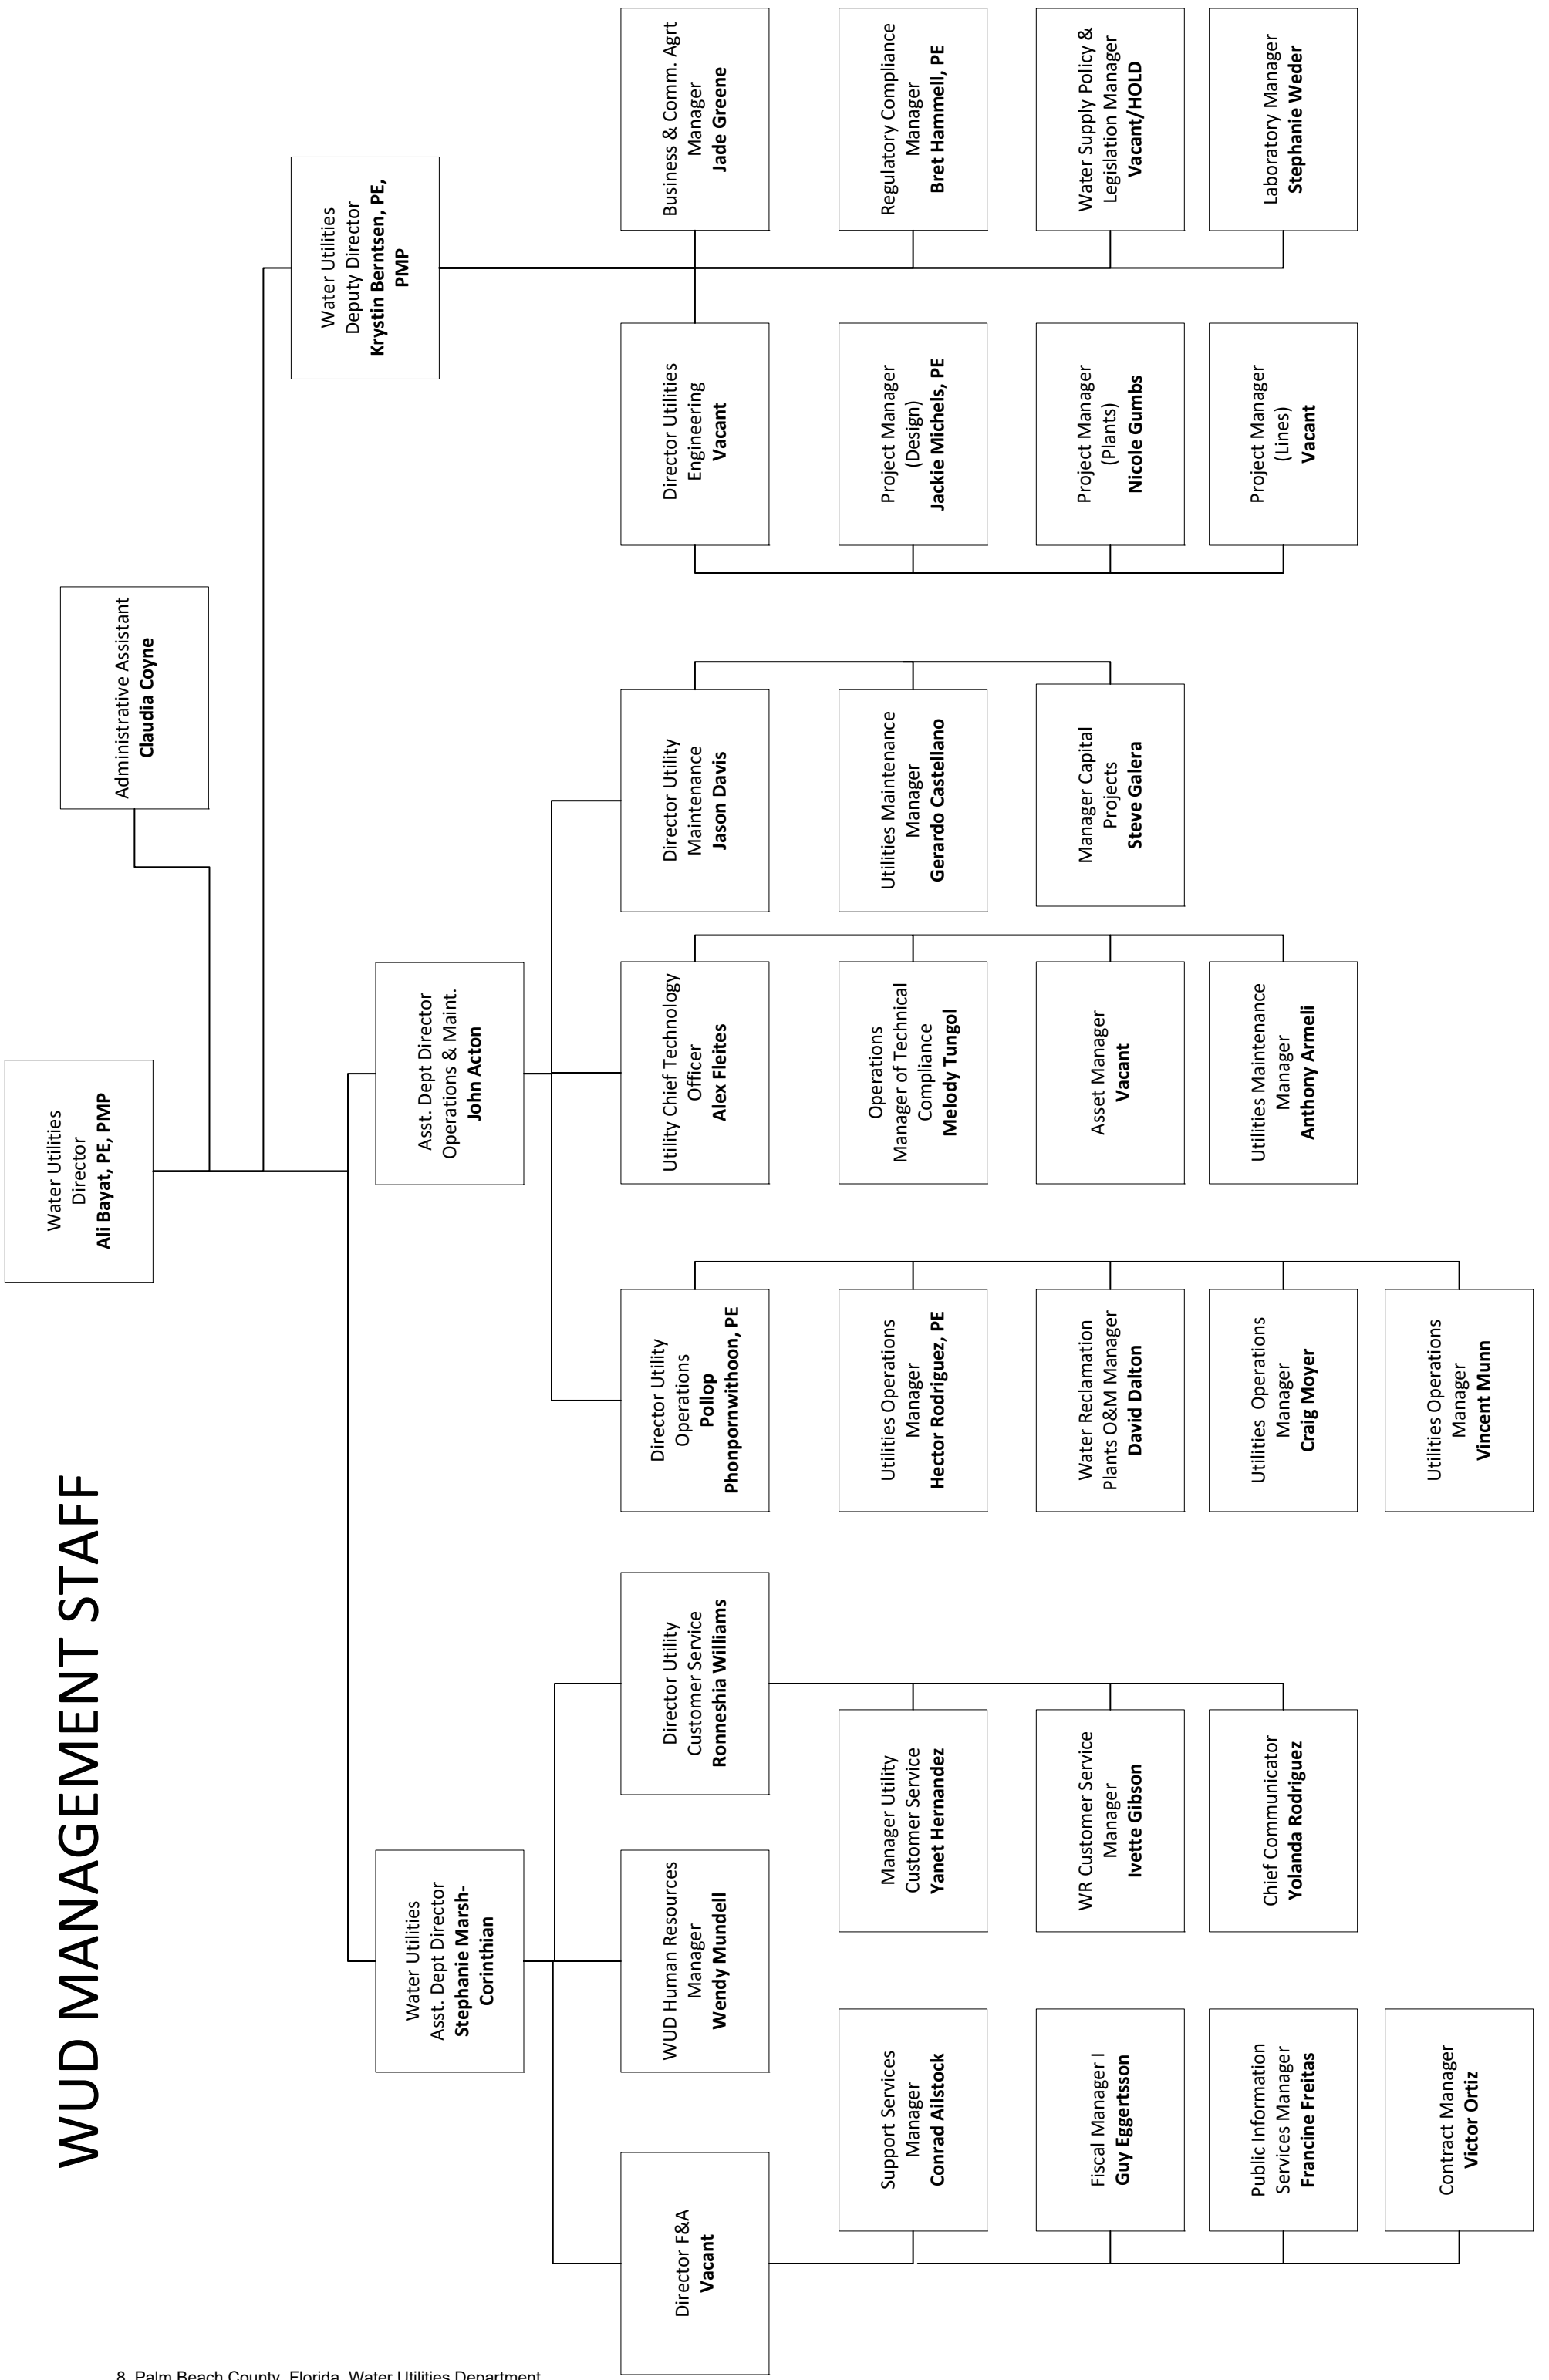 WUD MANAGEMENT STAFF
Water Utilities
Director
Ali Bayat, PE, PMP
Administrative Assistant
Claudia Coyne
Water Utilities
Deputy Director
Krystin Berntsen, PE,
PMP
Water Utilities
Asst. Dept Director
Stephanie Marsh-
Corinthian
Asst. Dept Director
Operations & Maint.
John Acton
Director F&A
Vacant
WUD Human Resources
Manager
Wendy Mundell
Director Utility
Customer Service
Ronneshia Williams
Director Utility
Operations
Pollop
Phonpornwithoon, PE
Utility Chief Technology
Officer
Alex Fleites
Director Utility
Maintenance
Jason Davis
Director Utilities
Engineering
Vacant
Business & Comm. Agrt
Manager
Jade Greene
Support Services
Manager
Conrad Ailstock
Manager Utility
Customer Service
Yanet Hernandez
Utilities Operations
Manager
Hector Rodriguez, PE
Operations
Manager of Technical
Compliance
Melody Tungol
Utilities Maintenance
Manager
Gerardo Castellano
Project Manager
(Design)
Jackie Michels, PE
Regulatory Compliance
Manager
Bret Hammell, PE
Fiscal Manager I
Guy Eggertsson
WR Customer Service
Manager
Ivette Gibson
Water Reclamation
Plants O&M Manager
David Dalton
Asset Manager
Vacant
Manager Capital
Projects
Steve Galera
Project Manager
(Plants)
Nicole Gumbs
Water Supply Policy &
Legislation Manager
Vacant/HOLD
Public Information
Services Manager
Francine Freitas
Chief Communicator
Yolanda Rodriguez
Utilities Operations
Manager
Craig Moyer
Utilities Maintenance
Manager
Anthony Armeli
Project Manager
(Lines)
Vacant
Laboratory Manager
Stephanie Weder
Contract Manager
Victor Ortiz
Utilities Operations
Manager
Vincent Munn
8 Palm Beach County, Florida Water Utilities Department